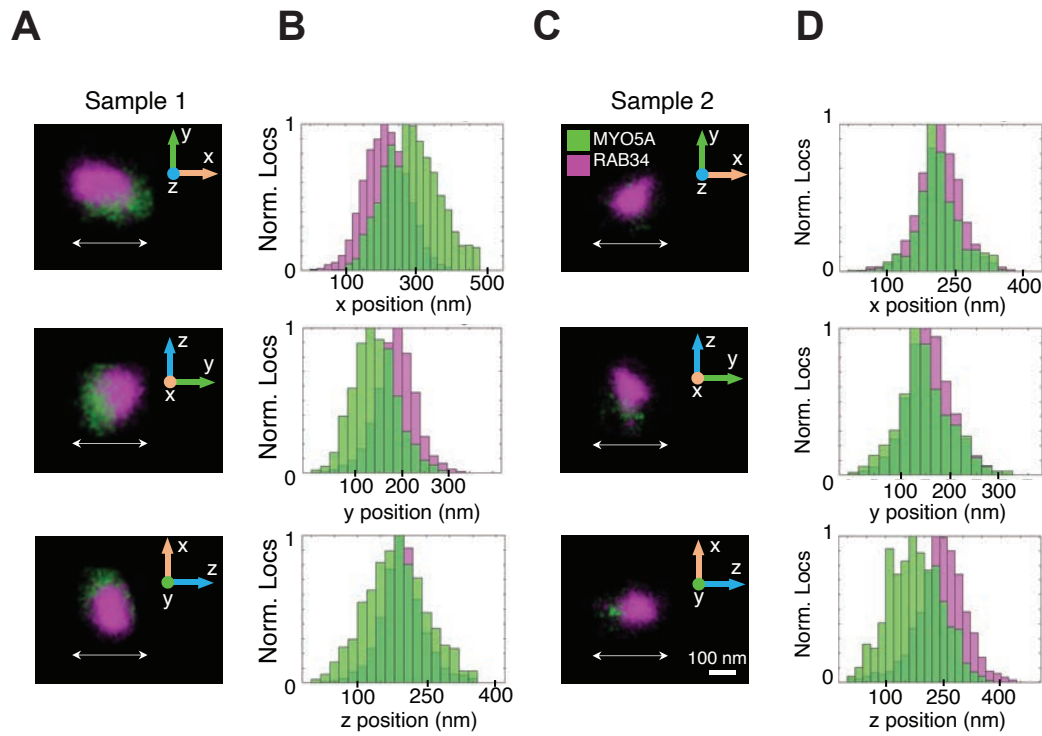 A B C D
Sample 1 Sample 2
y
x
z
1
0
Norm. Locs
100 300 500
x position (nm)
MYO5A
RAB34
y
x
z
1
0
Norm. Locs
100 250 400
x position (nm)
z
y
x
1
0
Norm. Locs
100 200 300
y position (nm)
z
y
x
1
0
Norm. Locs
100 200 300
y position (nm)
x
z
y
1
0
Norm. Locs
100 250 400
z position (nm)
x
z
y
100 nm
1
0
Norm. Locs
100 250 400
z position (nm)